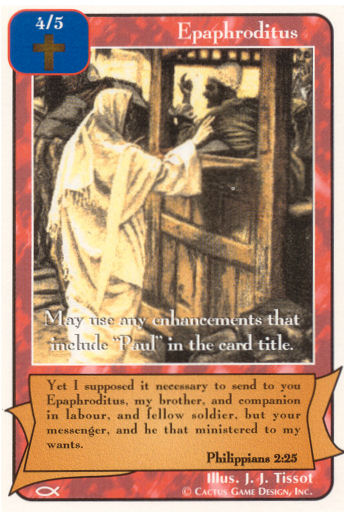 4/5
Epaphroditus
May use any enhancements that
include "Paul" in the card title.
Yet I supposed it necessary to send to you
Epaphroditus, my brother, and companion
in labour, and fellow soldier, but your
messenger, and he that ministered to my
wants.
Philippians 2:25
Illus. J. J. Tissot
© Cactus Game Design, Inc.